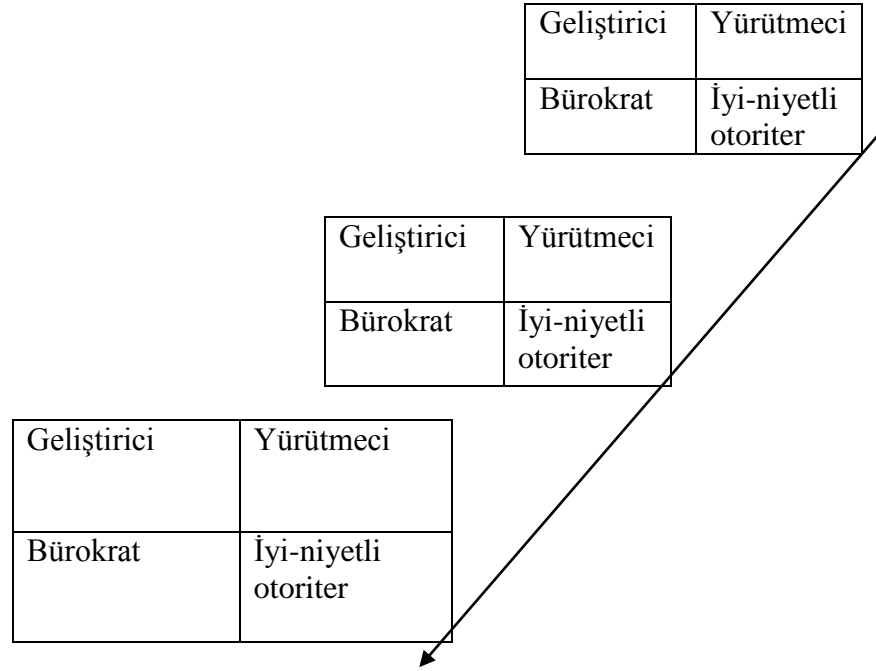 Geliştirici Yürütmeci
Bürokrat İyi-niyetli
otoriter
Geliştirici Yürütmeci
Bürokrat İyi-niyetli
otoriter
Geliştirici Yürütmeci
Bürokrat İyi-niyetli
otoriter